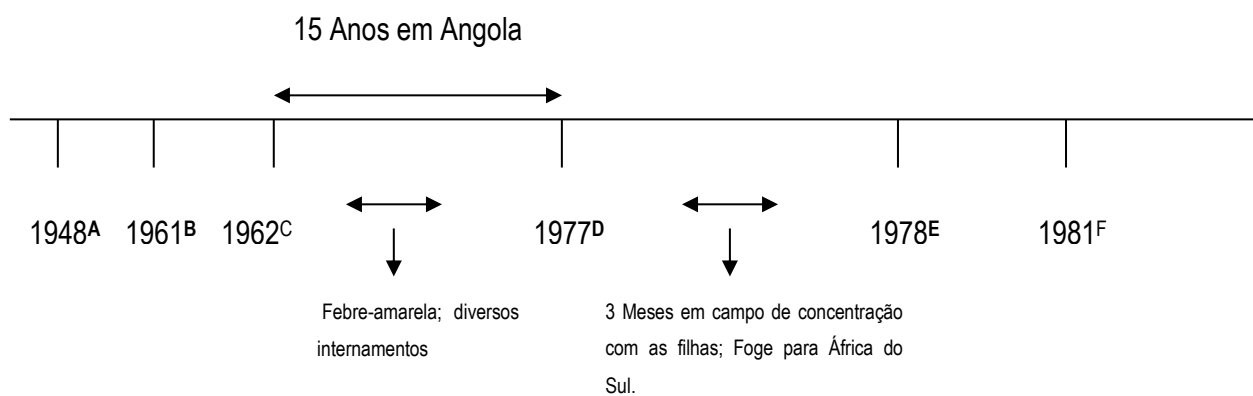 15 Anos em Angola
1948A 1961B 1962C 1977D 1978E 1981F
Febre-amarela; diversos
internamentos
3 Meses em campo de concentração
com as filhas; Foge para África do
Sul.